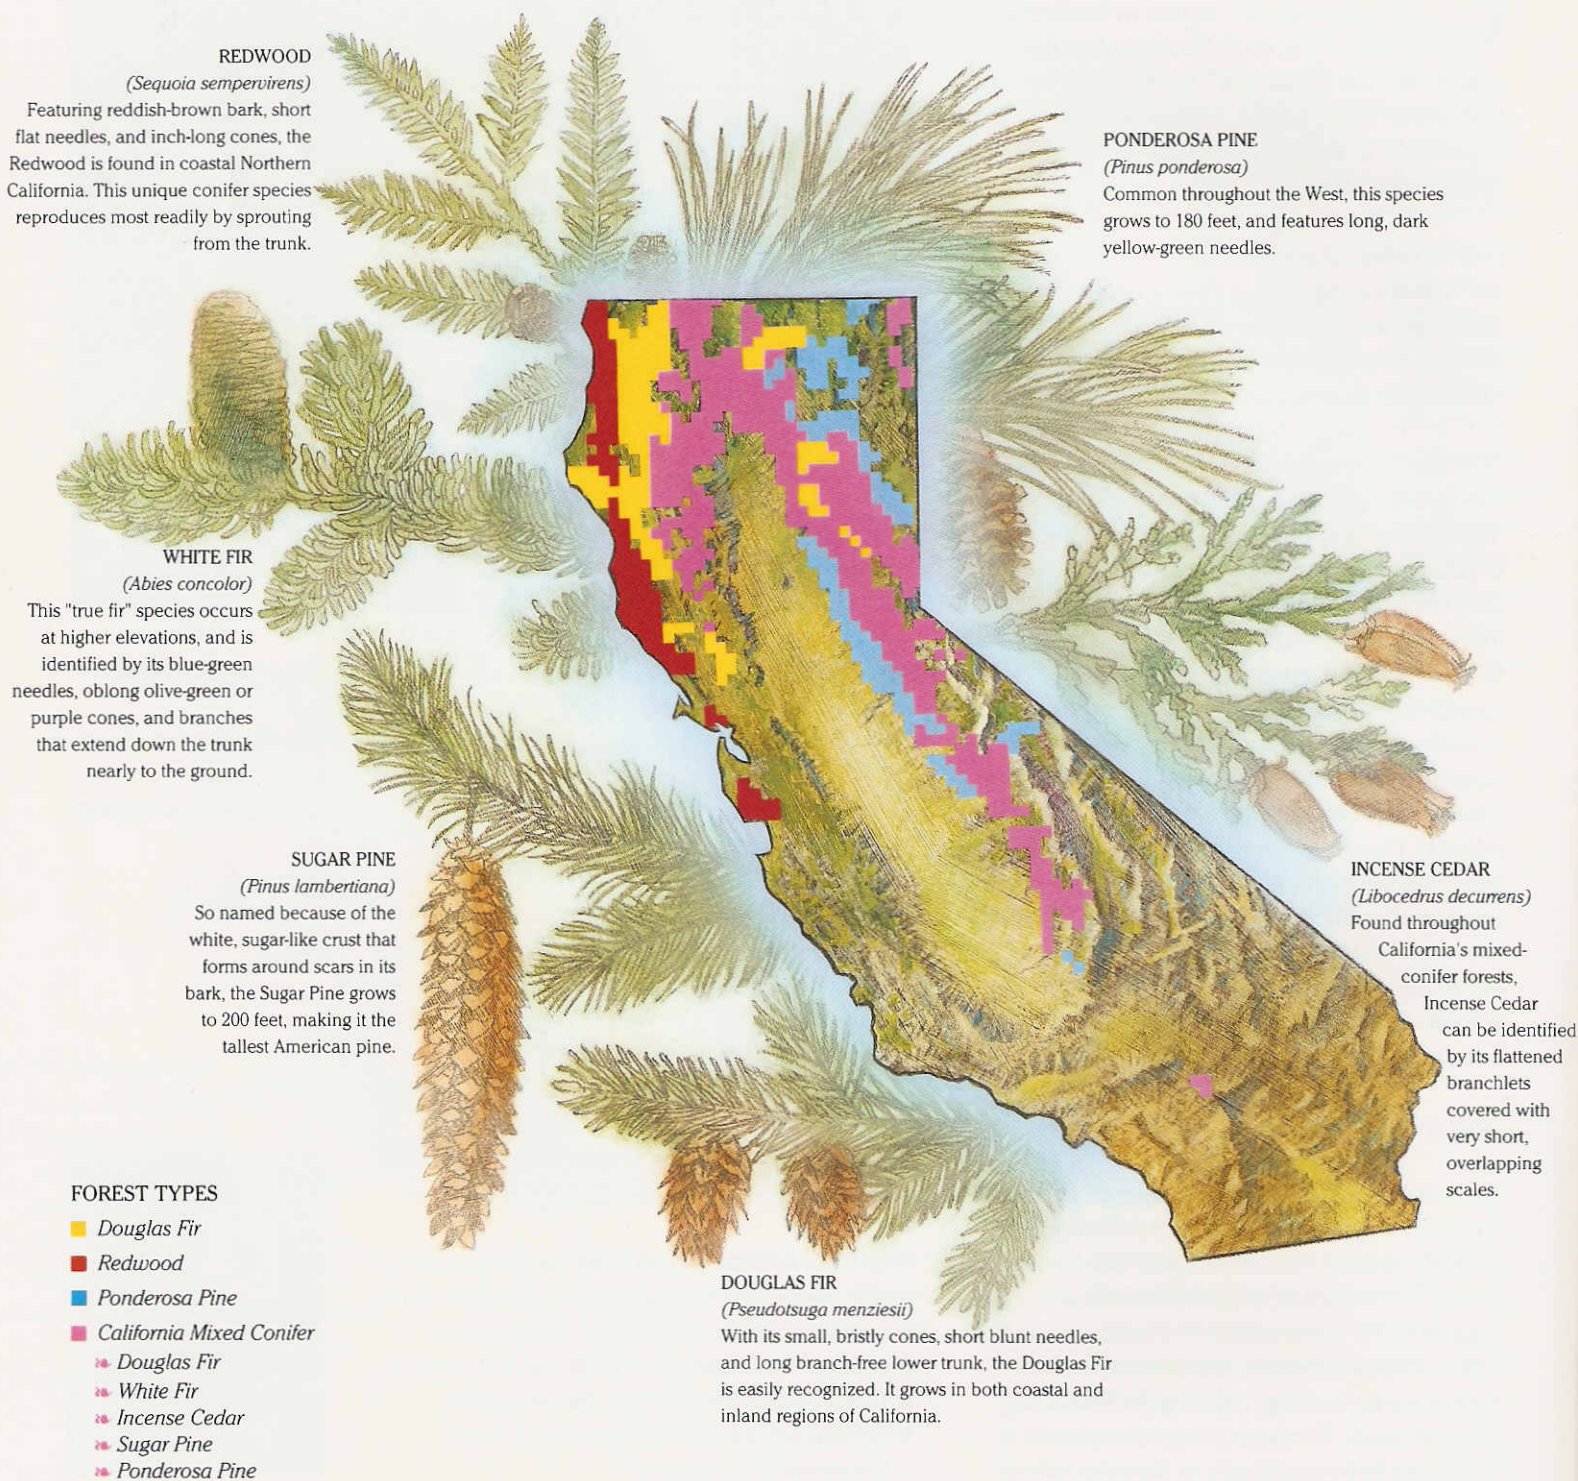 REDWOOD
(Sequoia sempervirens)
Featuring reddish-brown bark, short
flat needles, and inch-long cones, the
Redwood is found in coastal Northern
California. This unique conifer species
reproduces most readily by sprouting
from the trunk.
PONDEROSA PINE
(Pinus ponderosa)
Common throughout the West, this species
grows to 180 feet, and features long, dark
yellow-green needles.
WHITE FIR
(Abies concolor)
This "true fir" species occurs
at higher elevations, and is
identified by its blue-green
needles, oblong olive-green or
purple cones, and branches
that extend down the trunk
nearly to the ground.
SUGAR PINE
(Pinus lambertiana)
So named because of the
white, sugar-like crust that
forms around scars in its
bark, the Sugar Pine grows
to 200 feet, making it the
tallest American pine.
INCENSE CEDAR
(Libocedrus decurrens)
Found throughout
California's mixed-
conifer forests,
Incense Cedar
can be identified
by its flattened
branchlets
covered with
very short,
overlapping
scales.
FOREST TYPES
Douglas Fir
Redwood
Ponderosa Pine
California Mixed Conifer
Douglas Fir
White Fir
Incense Cedar
Sugar Pine
Ponderosa Pine
DOUGLAS FIR
(Pseudotsuga menziesii)
With its small, bristly cones, short blunt needles,
and long branch-free lower trunk, the Douglas Fir
is easily recognized. It grows in both coastal and
inland regions of California.